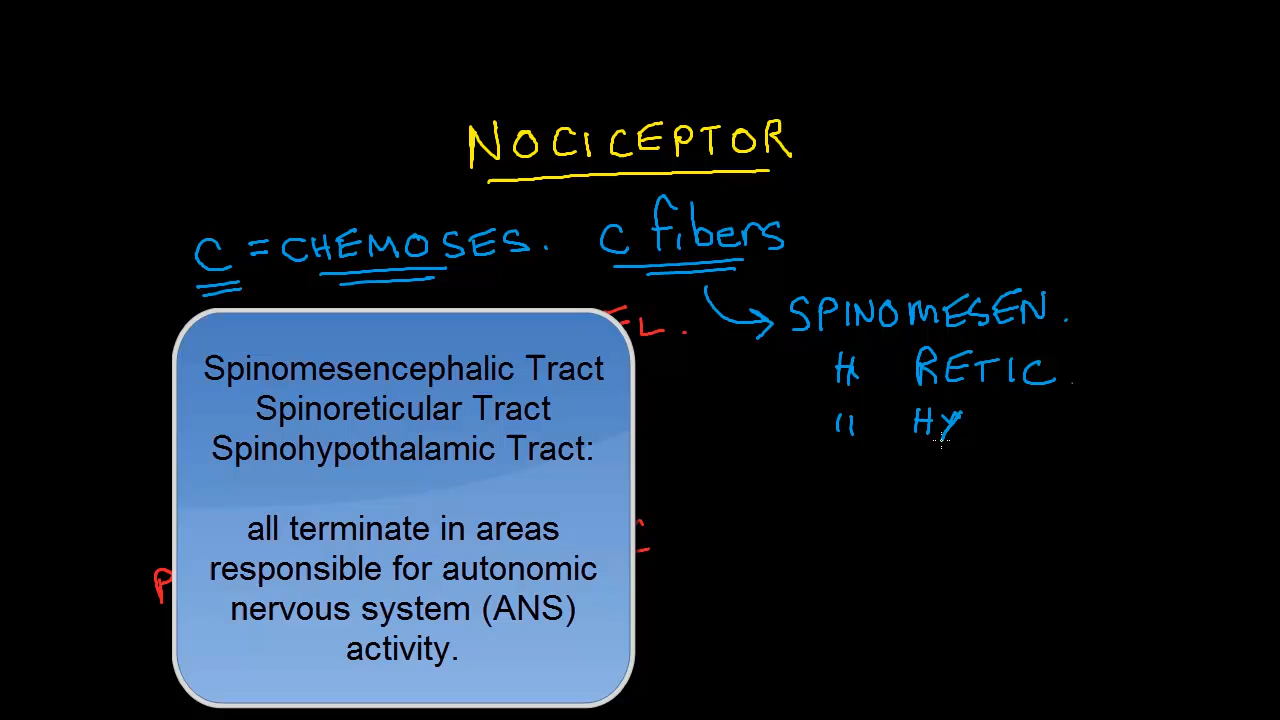 NOCICEPTOR
C = CHEMOSES. C fibers
EL.
SPINOMESEN.
" RETIC.
" HY
Spinomesencephalic Tract
Spinoreticular Tract
Spinohypothalamic Tract:
all terminate in areas
responsible for autonomic
nervous system (ANS)
activity.
P